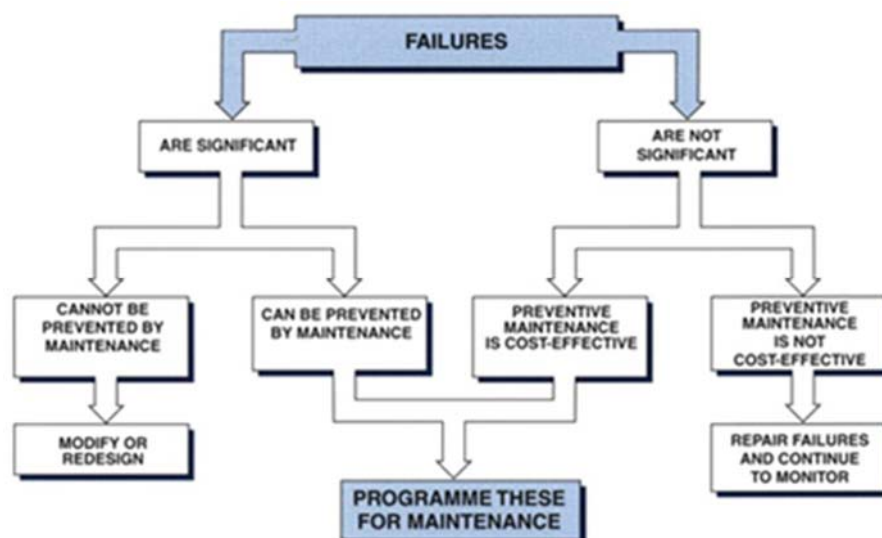 FAILURES
ARE SIGNIFICANT
ARE NOT
SIGNIFICANT
CANNOT BE
PREVENTED BY
MAINTENANCE
CAN BE PREVENTED
BY MAINTENANCE
PREVENTIVE
MAINTENANCE
IS COST-EFFECTIVE
PREVENTIVE
MAINTENANCE
IS NOT
COST-EFFECTIVE
MODIFY OR
REDESIGN
REPAIR FAILURES
AND CONTINUE
TO MONITOR
PROGRAMME THESE
FOR MAINTENANCE